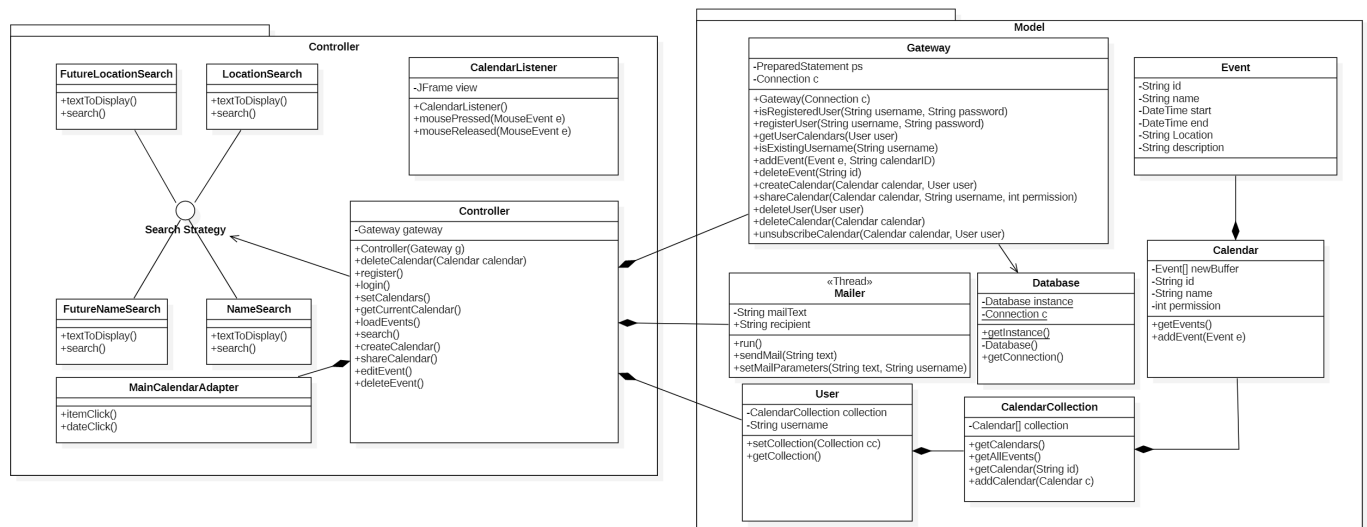 Controller
FutureLocationSearch
+textToDisplay()
+search()
LocationSearch
+textToDisplay()
+search()
CalendarListener
-JFrame view
+CalendarListener()
+mousePressed(MouseEvent e)
+mouseReleased(MouseEvent e)
Search Strategy
Controller
-Gateway gateway
+Controller(Gateway g)
+deleteCalendar(Calendar calendar)
+register()
+login()
+setCalendars()
+getCurrentCalendar()
+loadEvents()
+search()
+createCalendar()
+shareCalendar()
+editEvent()
+deleteEvent()
FutureNameSearch
+textToDisplay()
+search()
NameSearch
+textToDisplay()
+search()
MainCalendarAdapter
+itemClick()
+dateClick()
Model
Gateway
-PreparedStatement ps
-Connection c
+Gateway(Connection c)
+isRegisteredUser(String username, String password)
+registerUser(String username, String password)
+getUserCalendars(User user)
+isExistingUsername(String username)
+addEvent(Event e, String calendarID)
+deleteEvent(String id)
+createCalendar(Calendar calendar, User user)
+shareCalendar(Calendar calendar, String username, int permission)
+deleteUser(User user)
+deleteCalendar(Calendar calendar)
+unsubscribeCalendar(Calendar calendar, User user)
Event
-String id
-String name
-DateTime start
-DateTime end
-String Location
-String description
Calendar
-Event[] newBuffer
-String id
-String name
-int permission
+getEvents()
+addEvent(Event e)
«Thread»
Mailer
-String mailText
+String recipient
+run()
+sendMail(String text)
+setMailParameters(String text, String username)
Database
-Database instance
-Connection c
+getInstance()
-Database()
+getConnection()
User
-CalendarCollection collection
-String username
+setCollection(Collection cc)
+getCollection()
CalendarCollection
-Calendar[] collection
+getCalendars()
+getAllEvents()
+getCalendar(String id)
+addCalendar(Calendar c)